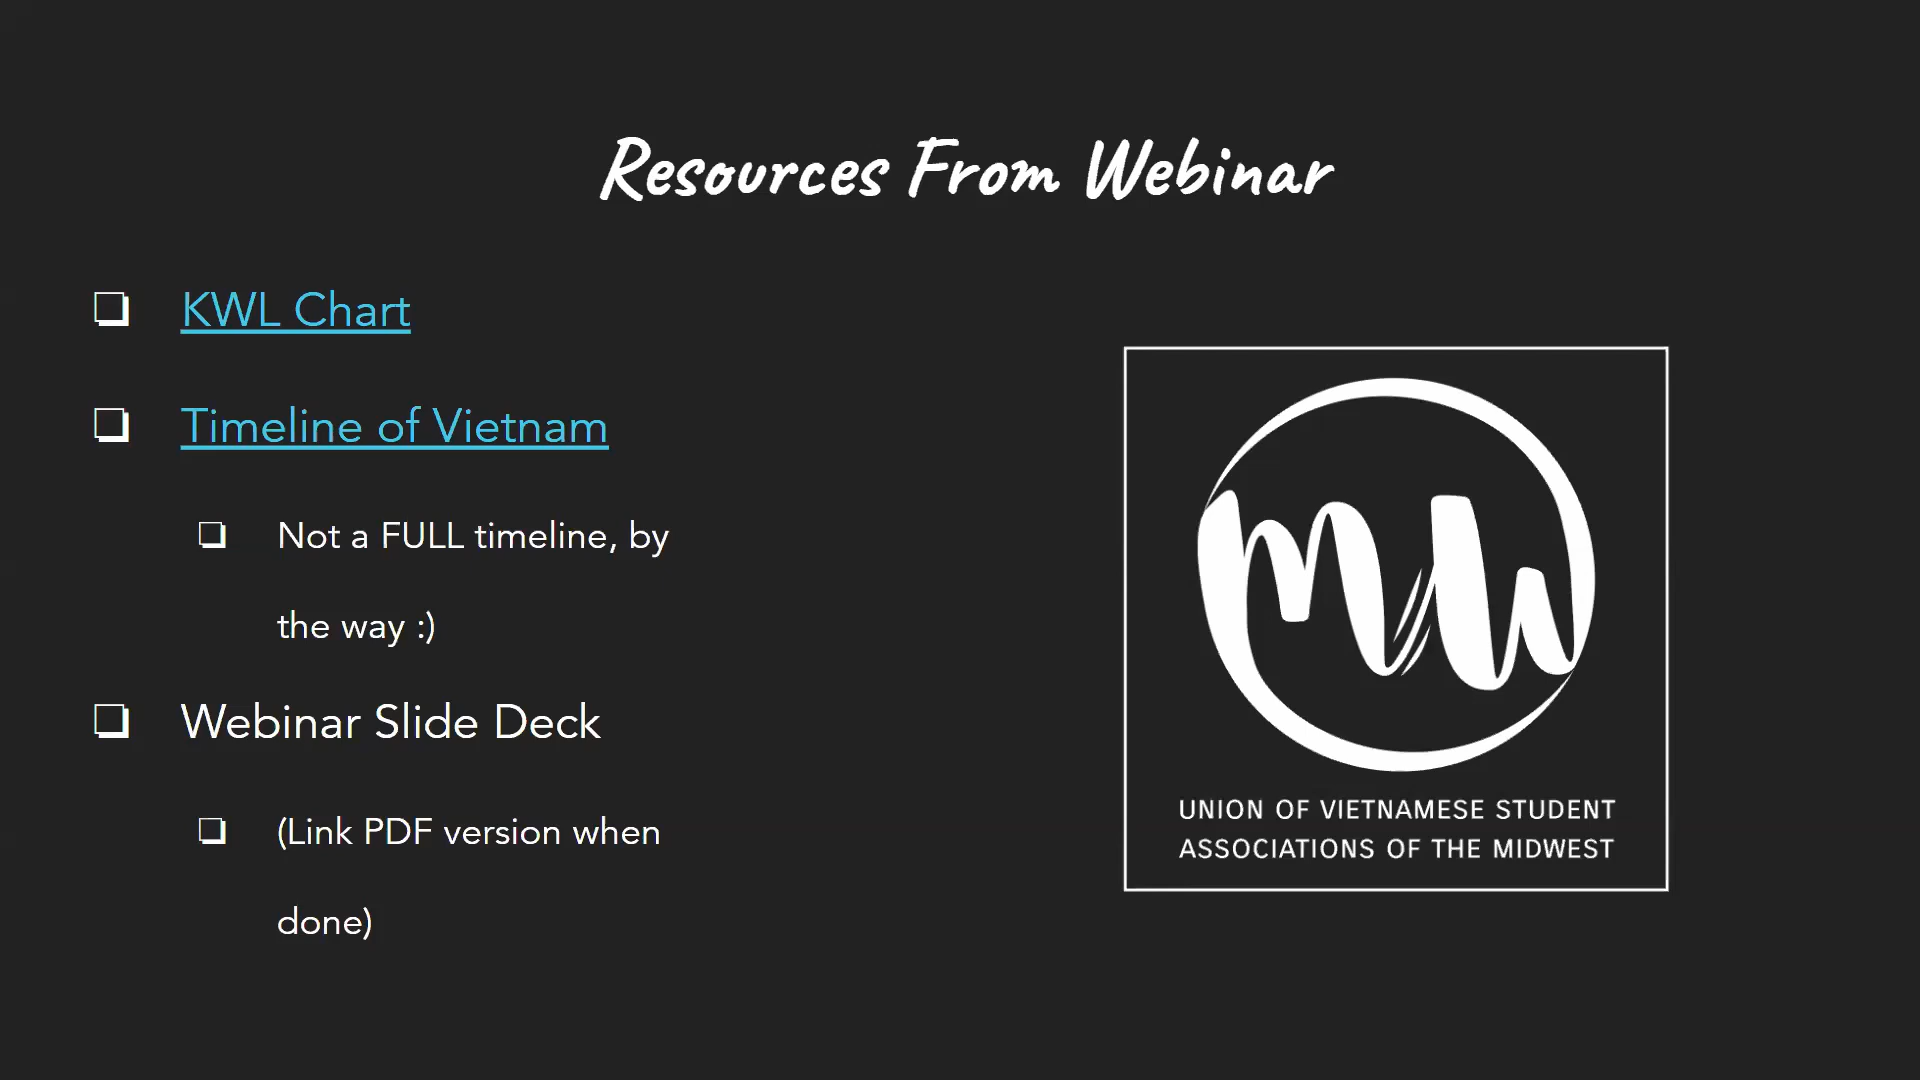 Resources From Webinar
KWL Chart
Timeline of Vietnam
Not a FULL timeline, by
the way :)
Webinar Slide Deck
(Link PDF version when
done)
mw
UNION OF VIETNAMESE STUDENT
ASSOCIATIONS OF THE MIDWEST